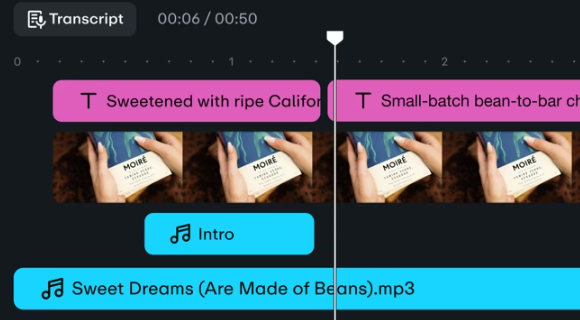 Transcript 00:06 / 00:50
0 1 2
Sweetened with ripe Califor
Small-batch bean-to-bar ch
MOIRÉ
MOIRÉ
MOIRÉ
MOIRÉ
Intro
Sweet Dreams (Are Made of Beans).mp3